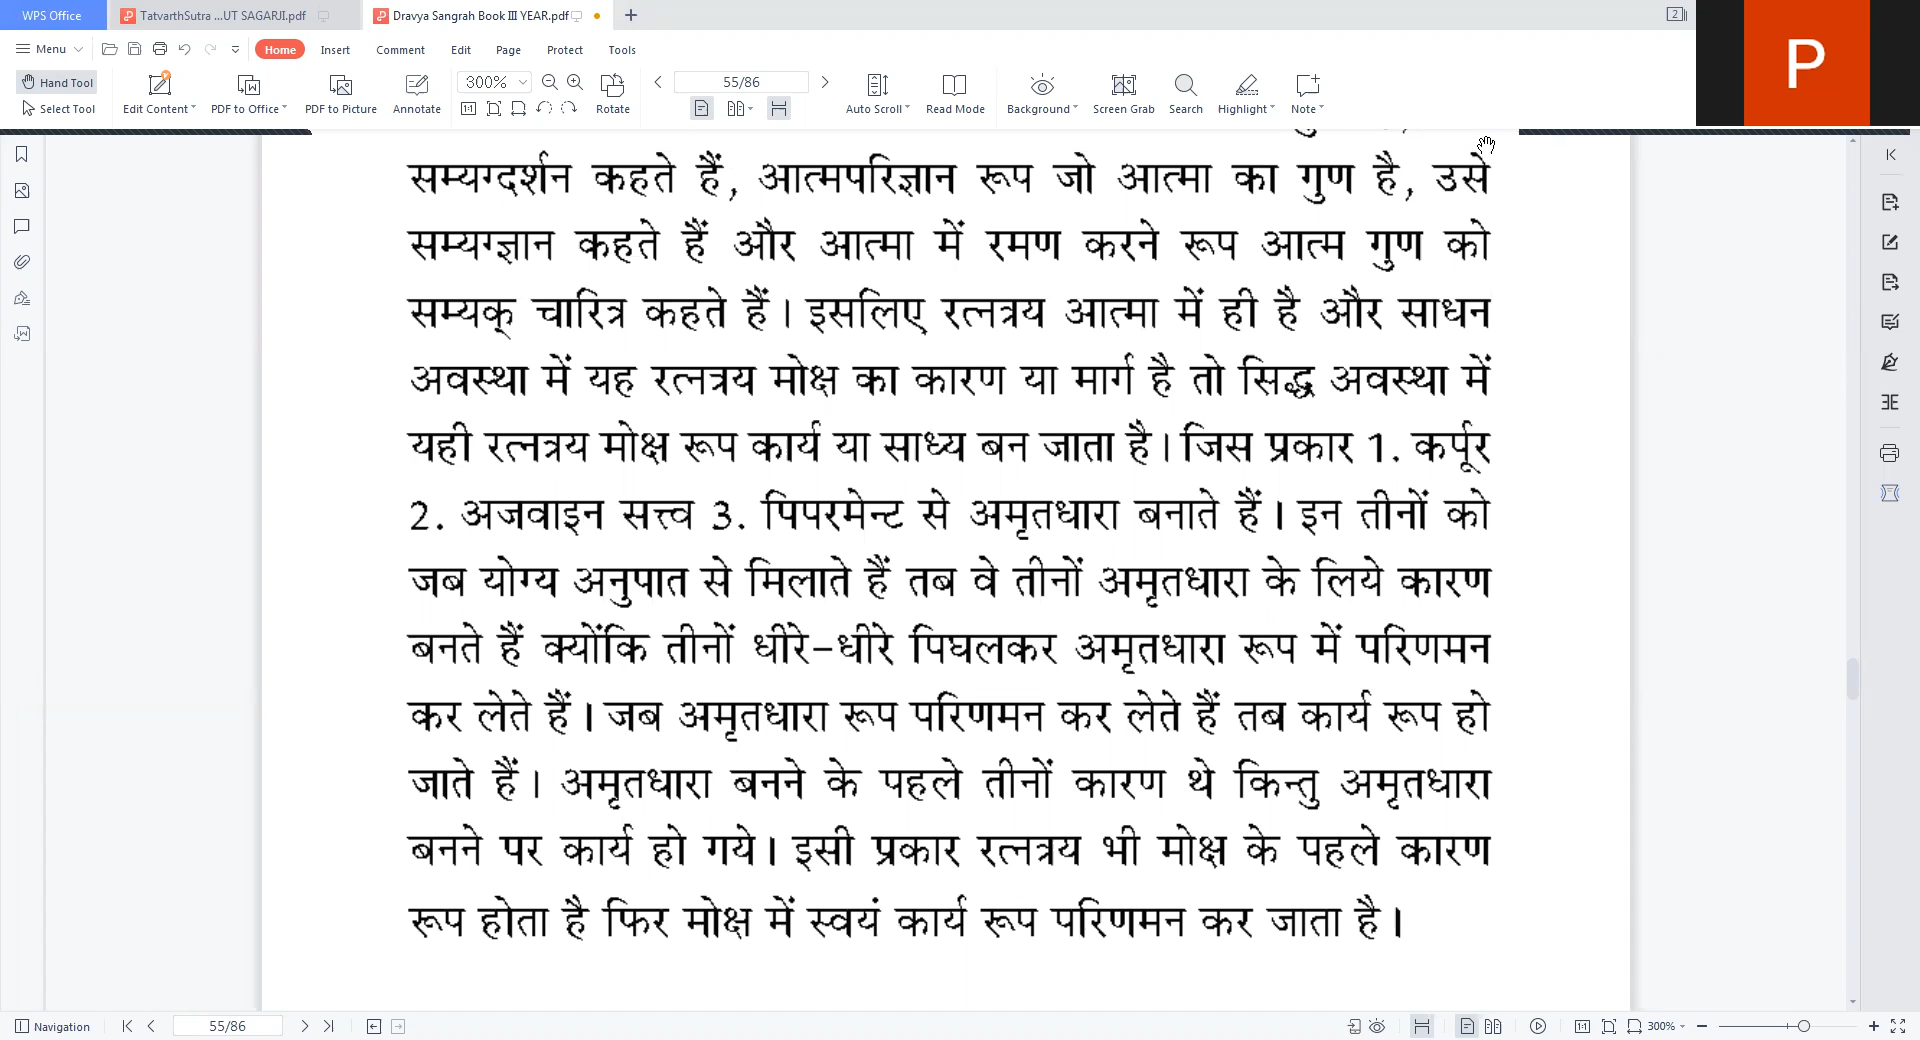 WPS Office
TatvarthSutra ...UT SAGARJI.pdf
Dravya Sangrah Book III YEAR.pdf
2
Menu
Home
Insert
Comment
Edit
Page
Protect
Tools
Hand Tool
Select Tool
Edit Content
PDF to Office
PDF to Picture
Annotate
300%
Rotate
55/86
Auto Scroll
Read Mode
Background
Screen Grab
Search
Highlight
Note
P
सम्यग्दर्शन कहते हैं, आत्मपरिज्ञान रूप जो आत्मा का गुण है, उसे
सम्यग्ज्ञान कहते हैं और आत्मा में रमण करने रूप आत्म गुण को
सम्यक् चारित्र कहते हैं। इसलिए रत्नत्रय आत्मा में ही है और साधन
अवस्था में यह रत्नत्रय मोक्ष का कारण या मार्ग है तो सिद्ध अवस्था में
यही रत्नत्रय मोक्ष रूप कार्य या साध्य बन जाता है। जिस प्रकार 1. कर्पूर
2. अजवाइन सत्त्व 3. पिपरमेन्ट से अमृतधारा बनाते हैं। इन तीनों को
जब योग्य अनुपात से मिलाते हैं तब वे तीनों अमृतधारा के लिये कारण
बनते हैं क्योंकि तीनों धीरे-धीरे पिघलकर अमृतधारा रूप में परिणमन
कर लेते हैं। जब अमृतधारा रूप परिणमन कर लेते हैं तब कार्य रूप हो
जाते हैं। अमृतधारा बनने के पहले तीनों कारण थे किन्तु अमृतधारा
बनने पर कार्य हो गये। इसी प्रकार रत्नत्रय भी मोक्ष के पहले कारण
रूप होता है फिर मोक्ष में स्वयं कार्य रूप परिणमन कर जाता है।
Navigation
55/86
300%